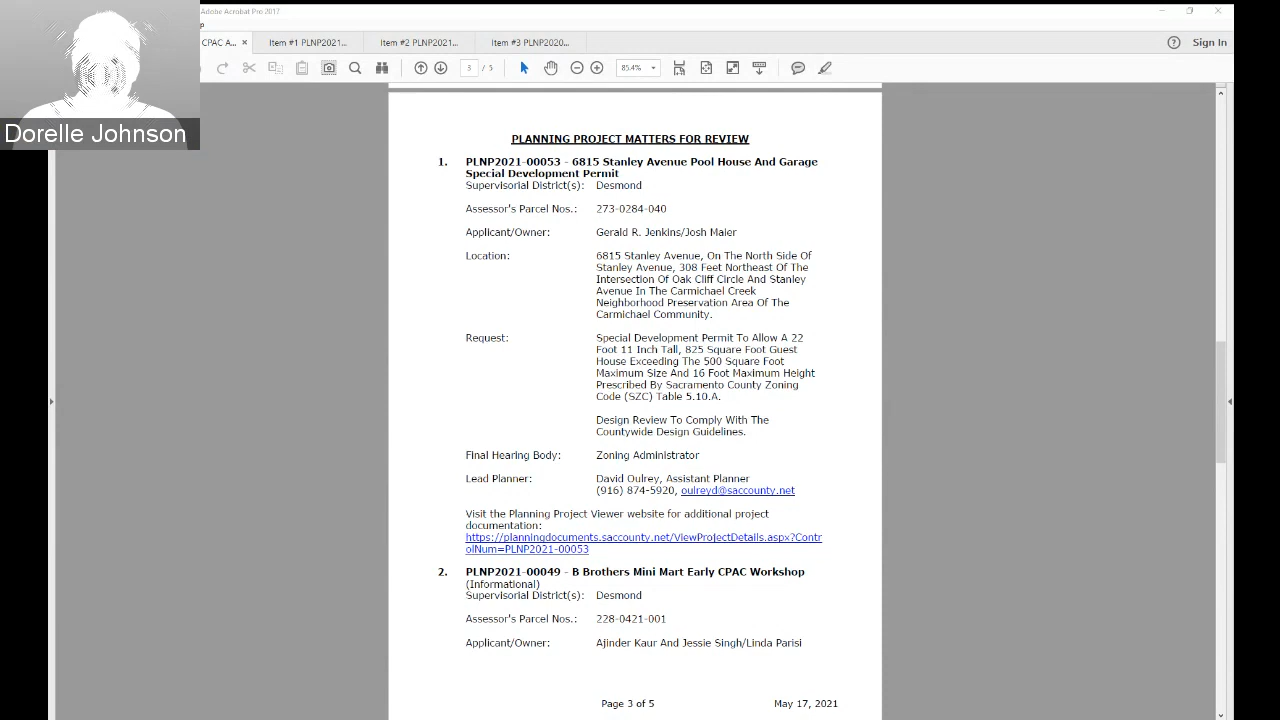 Adobe Acrobat Pro 2017
p
CPAC A... ×
Item #1 PLNP2021...
Item #2 PLNP2021...
Item #3 PLNP2020...
Sign In
3 / 5
85.4%
Dorelle Johnson
PLANNING PROJECT MATTERS FOR REVIEW
1. PLNP2021-00053 - 6815 Stanley Avenue Pool House And Garage
Special Development Permit
Supervisorial District(s): Desmond
Assessor's Parcel Nos.: 273-0284-040
Applicant/Owner: Gerald R. Jenkins/Josh Maier
Location: 6815 Stanley Avenue, On The North Side Of
Stanley Avenue, 308 Feet Northeast Of The
Intersection Of Oak Cliff Circle And Stanley
Avenue In The Carmichael Creek
Neighborhood Preservation Area Of The
Carmichael Community.
Request: Special Development Permit To Allow A 22
Foot 11 Inch Tall, 825 Square Foot Guest
House Exceeding The 500 Square Foot
Maximum Size And 16 Foot Maximum Height
Prescribed By Sacramento County Zoning
Code (SZC) Table 5.10.A.
Design Review To Comply With The
Countywide Design Guidelines.
Final Hearing Body: Zoning Administrator
Lead Planner: David Oulrey, Assistant Planner
(916) 874-5920, oulreyd@saccounty.net
Visit the Planning Project Viewer website for additional project
documentation:
https://planningdocuments.saccounty.net/ViewProjectDetails.aspx?Contr
olNum=PLNP2021-00053
2. PLNP2021-00049 - B Brothers Mini Mart Early CPAC Workshop
(Informational)
Supervisorial District(s): Desmond
Assessor's Parcel Nos.: 228-0421-001
Applicant/Owner: Ajinder Kaur And Jessie Singh/Linda Parisi
Page 3 of 5 May 17, 2021